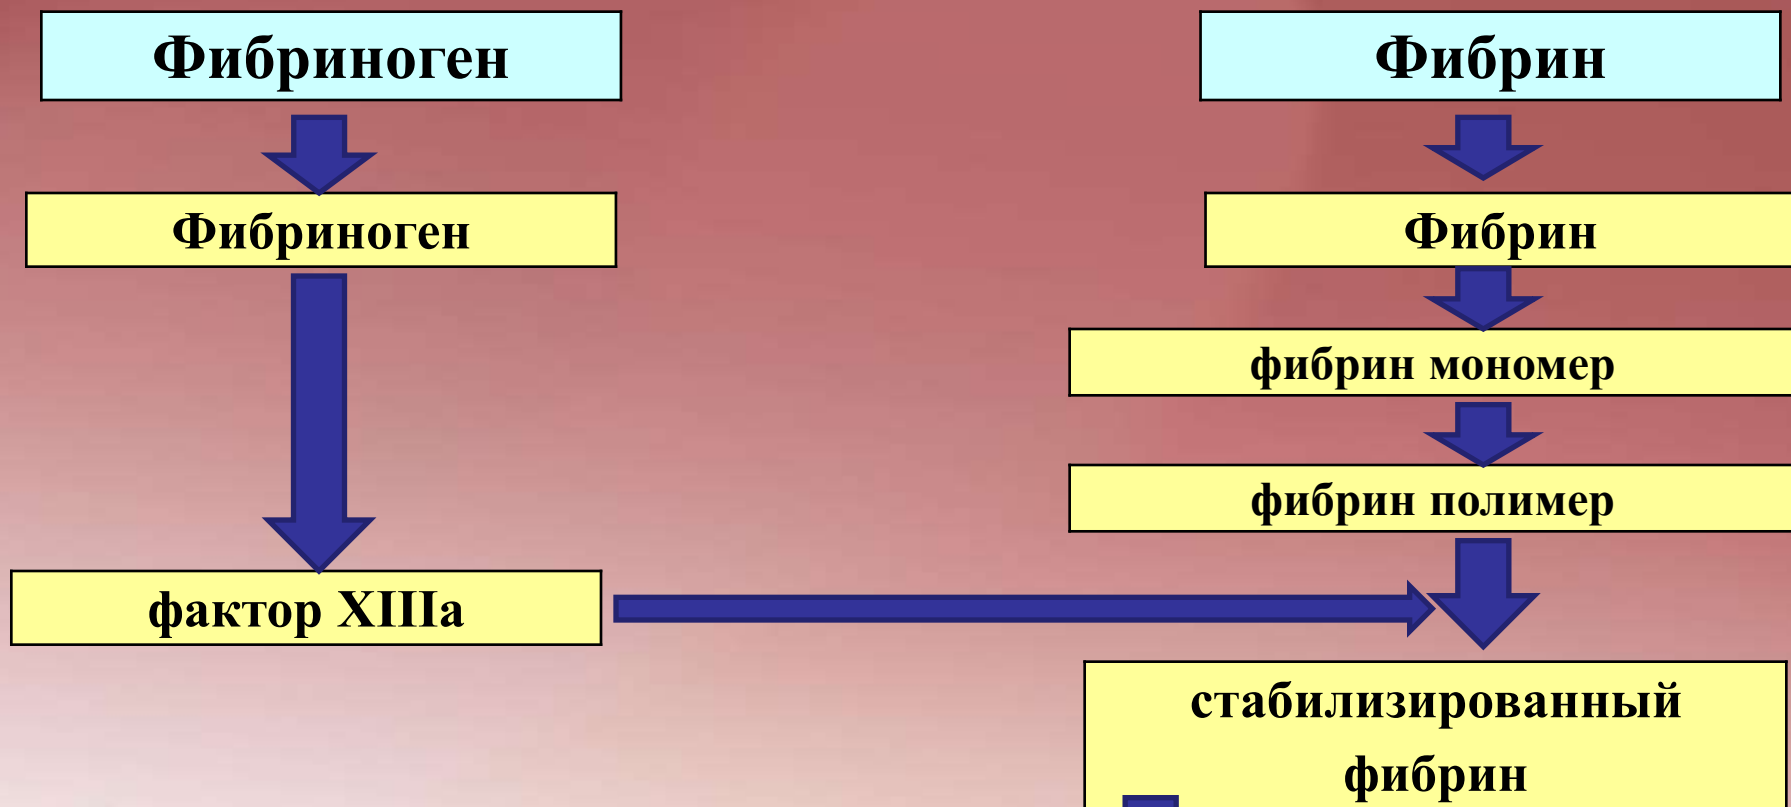 Фибриноген
Фибрин
Фибриноген
Фибрин
фибрин мономер
фибрин полимер
фактор XIIIa
стабилизированный
фибрин